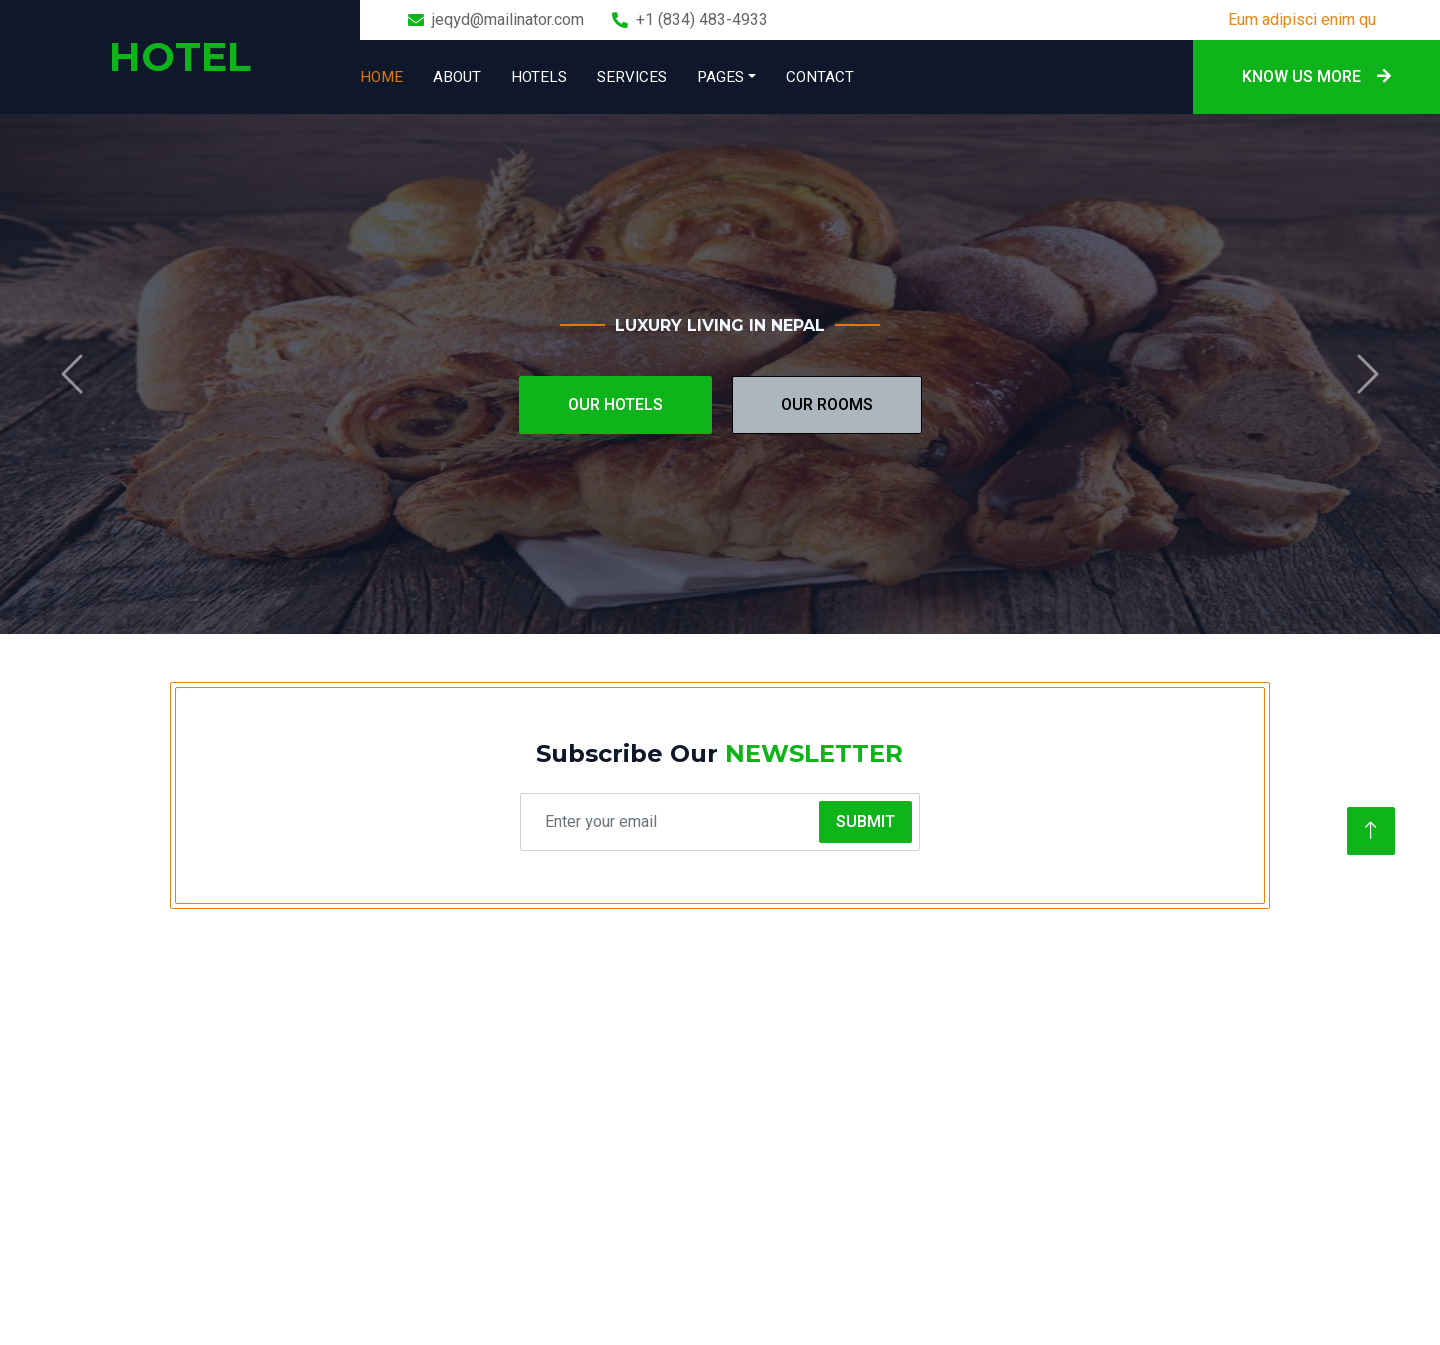 HOTEL
jeqyd@mailinator.com
+1 (834) 483-4933
Eum adipisci enim qu
HOME
ABOUT
HOTELS
SERVICES
PAGES
CONTACT
KNOW US MORE
LUXURY LIVING IN NEPAL
OUR HOTELS
OUR ROOMS
Subscribe Our NEWSLETTER
Enter your email
SUBMIT